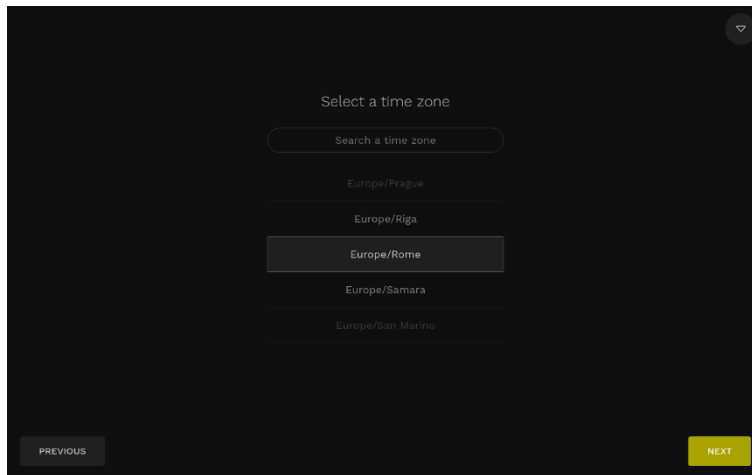 Select a time zone
Search a time zone
Europe/Prague
Europe/Riga
Europe/Rome
Europe/Samara
Europe/San Marino
PREVIOUS
NEXT